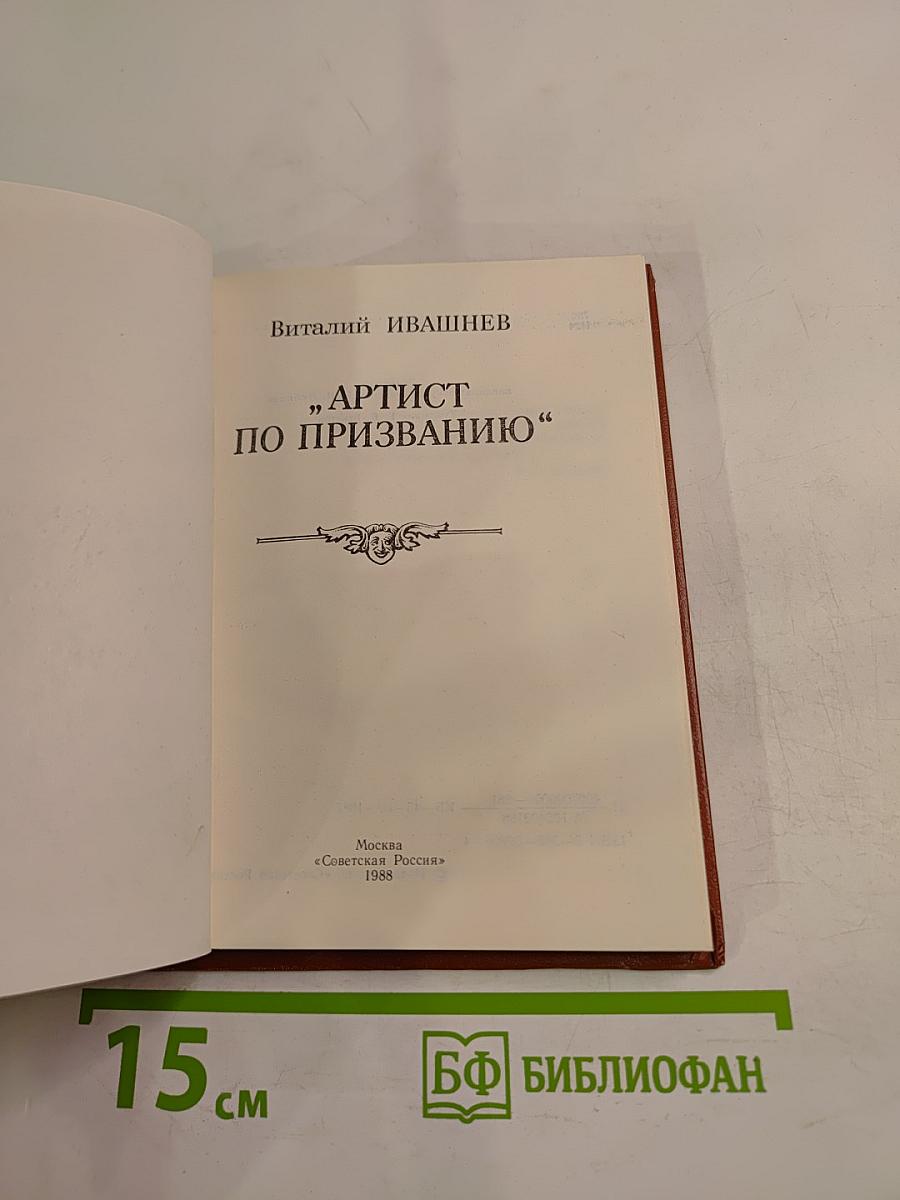 Виталий ИВАШНЕВ
„АРТИСТ
ПО ПРИЗВАНИЮ“
Москва
«Советская Россия»
1988
15 см
БФ БИБЛИОФАН